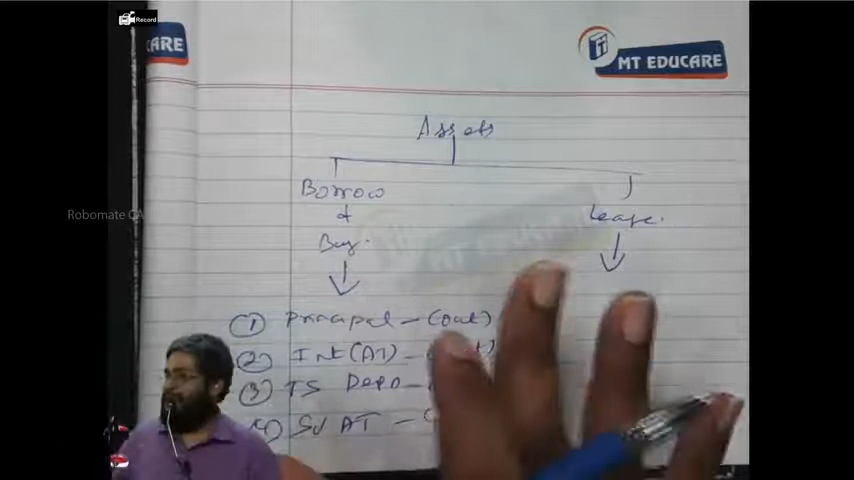 Record
CARE
MT EDUCARE
Assets
Borrow
Lease.
&
Buy.
① Principal - (out)
② Int (AT) -
③ TS Depo -
④ SV AT - (
Robomate CA